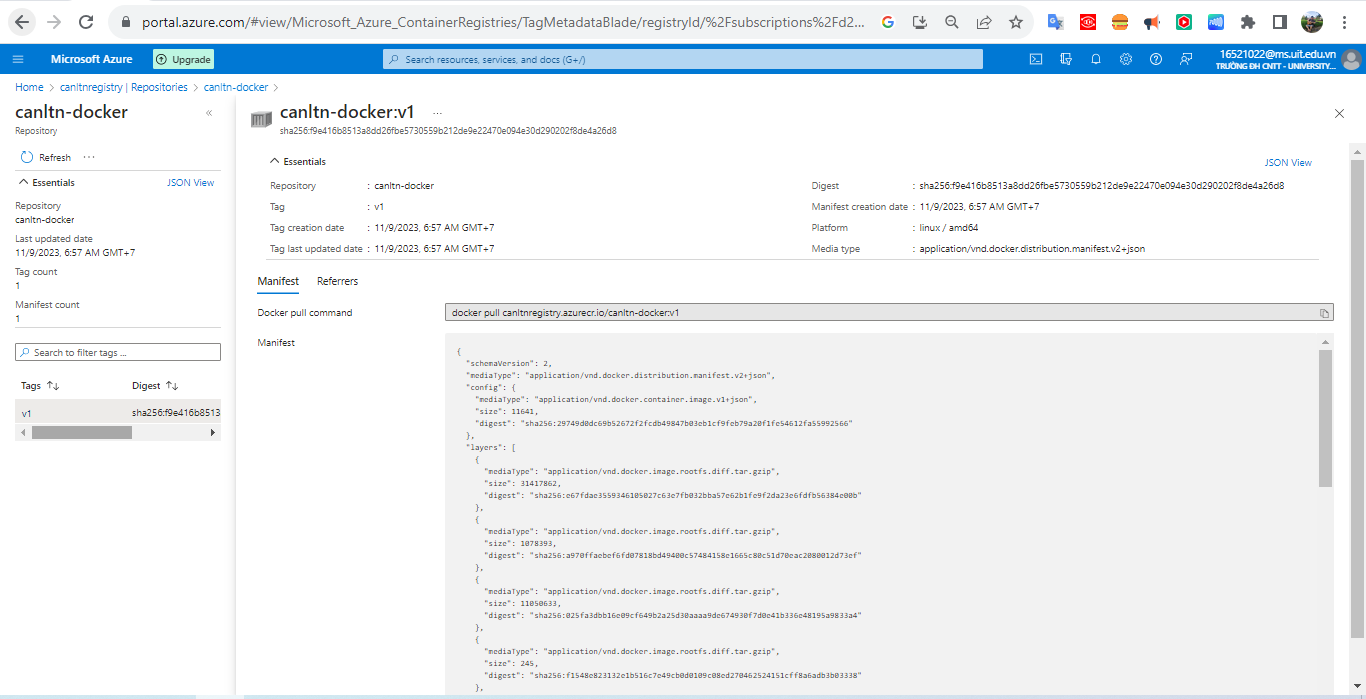 portal.azure.com/#view/Microsoft_Azure_ContainerRegistries/TagMetadataBlade/registryId/%2Fsubscriptions%2Fd2...
Microsoft Azure
Upgrade
Search resources, services, and docs (G+/)
16521022@ms.uit.edu.vn
TRƯỜNG ĐH CNTT - UNIVERSITY...
Home > canltnregistry | Repositories > canltn-docker >
canltn-docker
Repository
Refresh ...
Essentials
JSON View
Repository
canltn-docker
Last updated date
11/9/2023, 6:57 AM GMT+7
Tag count
1
Manifest count
1
Search to filter tags ...
Tags ↑↓ Digest ↑↓
v1 sha256:f9e416b8513
canltn-docker:v1 ...
sha256:f9e416b8513a8dd26fbe5730559b212de9e22470e094e30d290202f8de4a26d8
Essentials
JSON View
Repository : canltn-docker
Tag : v1
Tag creation date : 11/9/2023, 6:57 AM GMT+7
Tag last updated date : 11/9/2023, 6:57 AM GMT+7
Digest : sha256:f9e416b8513a8dd26fbe5730559b212de9e22470e094e30d290202f8de4a26d8
Manifest creation date : 11/9/2023, 6:57 AM GMT+7
Platform : linux / amd64
Media type : application/vnd.docker.distribution.manifest.v2+json
Manifest Referrers
Docker pull command
docker pull canltnregistry.azurecr.io/canltn-docker:v1
Manifest
{
"schemaVersion": 2,
"mediaType": "application/vnd.docker.distribution.manifest.v2+json",
"config": {
"mediaType": "application/vnd.docker.container.image.v1+json",
"size": 11641,
"digest": "sha256:29749d0dc69b52672f2fcdb49847b03eb1cf9feb79a20f1fe54612fa55992566"
},
"layers": [
{
"mediaType": "application/vnd.docker.image.rootfs.diff.tar.gzip",
"size": 31417862,
"digest": "sha256:e67fdae3559346105027c63e7fb032bba57e62b1fe9f2da23e6fdfb56384e00b"
},
{
"mediaType": "application/vnd.docker.image.rootfs.diff.tar.gzip",
"size": 1078393,
"digest": "sha256:a970ffaebef6fd07818bd49400c57484158e1665c80c51d70eac2080012d73ef"
},
{
"mediaType": "application/vnd.docker.image.rootfs.diff.tar.gzip",
"size": 11050633,
"digest": "sha256:025fa3dbb16e09cf649b2a25d30aaaa9de674930f7d0e41b336e48195a9833a4"
},
{
"mediaType": "application/vnd.docker.image.rootfs.diff.tar.gzip",
"size": 245,
"digest": "sha256:f1548e823132e1b516c7e49cb0d0109c08ed270462524151cff8a6adb3b03338"
},